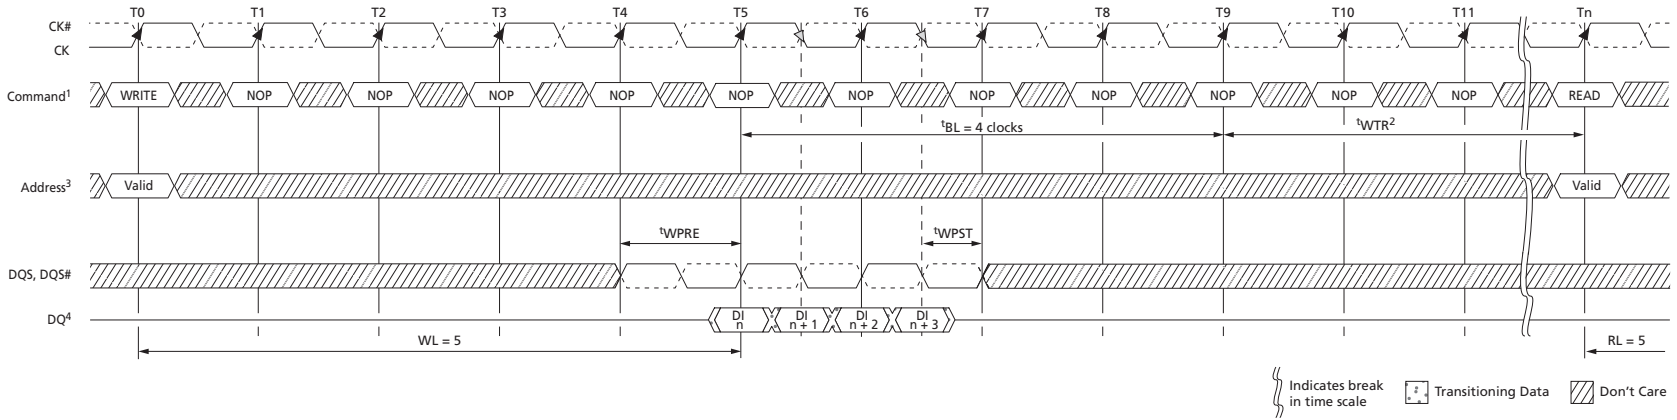 T0 T1 T2 T3 T4 T5 T6 T7 T8 T9 T10 T11 Tn
CK#
CK
Command¹ WRITE NOP NOP NOP NOP NOP NOP NOP NOP NOP NOP NOP READ
ᵗBL = 4 clocks ᵗWTR²
Address³ Valid Valid
ᵗWPRE ᵗWPST
DQS, DQS#
DQ⁴ DI n DI n + 1 DI n + 2 DI n + 3
WL = 5 RL = 5
Indicates break
in time scale
Transitioning Data
Don't Care